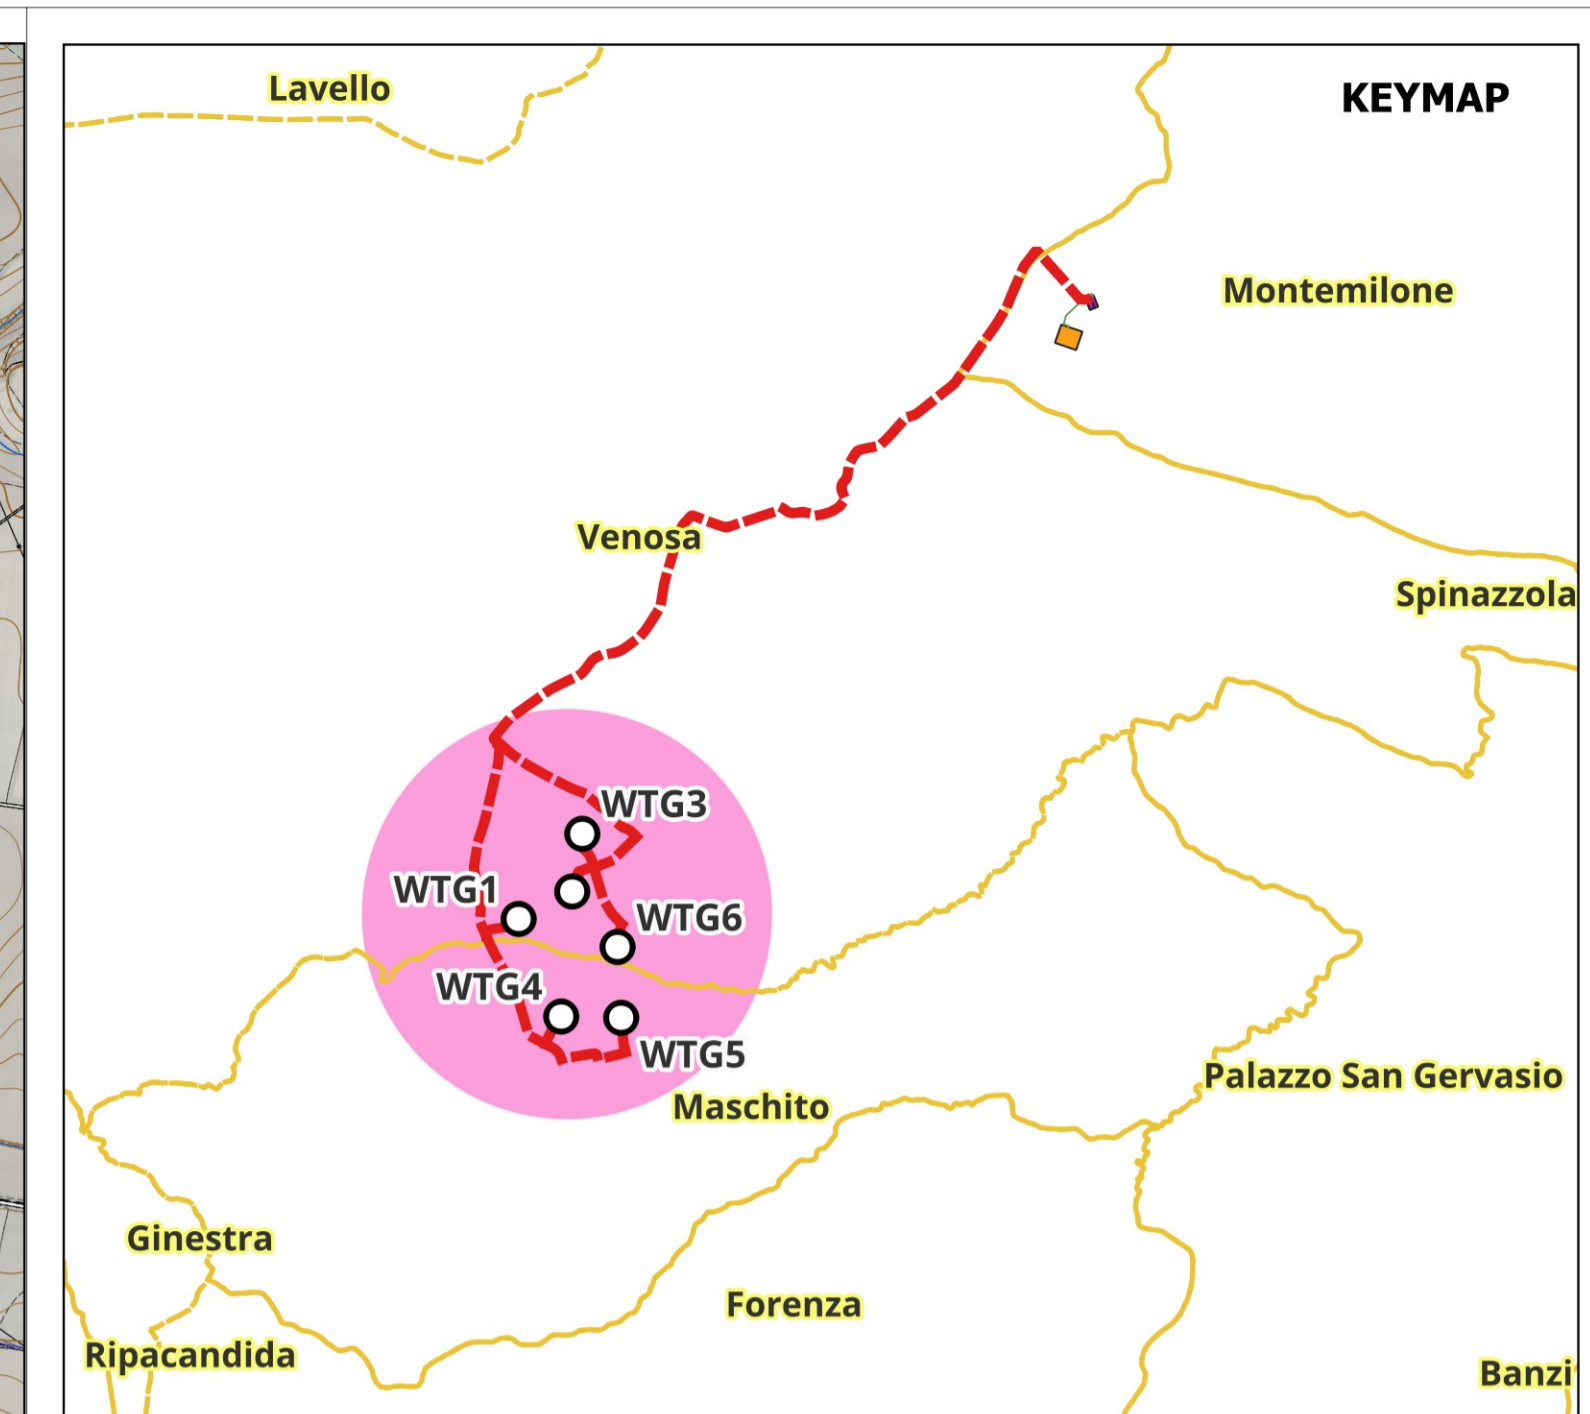 Lavello
KEYMAP
Montemilone
Venosa
Spinazzola
WTG3
WTG1
WTG6
WTG4
WTG5
Palazzo San Gervasio
Maschito
Ginestra
Forenza
Ripacandida
Banzi